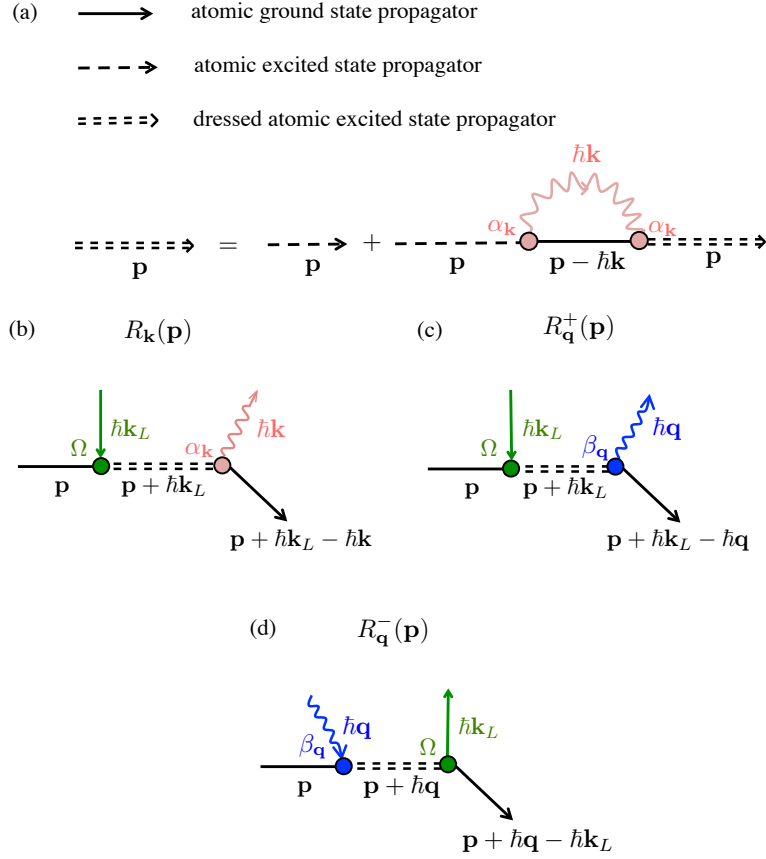 (a)
atomic ground state propagator
atomic excited state propagator
dressed atomic excited state propagator
ħk
α_k α_k
= +
p p p p − ħk p
(b) R_k(p)
(c) R_q^+(p)
ħk_L ħk
Ω α_k
p p + ħk_L
p + ħk_L − ħk
ħk_L ħq
Ω β_q
p p + ħk_L
p + ħk_L − ħq
(d) R_q^−(p)
ħq ħk_L
β_q Ω
p p + ħq
p + ħq − ħk_L